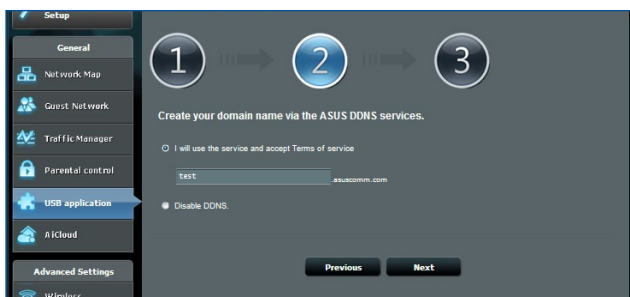 Setup
General
Network Map
Guest Network
Traffic Manager
Parental control
USB application
AiCloud
Advanced Settings
Wireless
1
2
3
Create your domain name via the ASUS DDNS services.
I will use the service and accept Terms of service
test .asuscomm.com
Disable DDNS.
Previous
Next